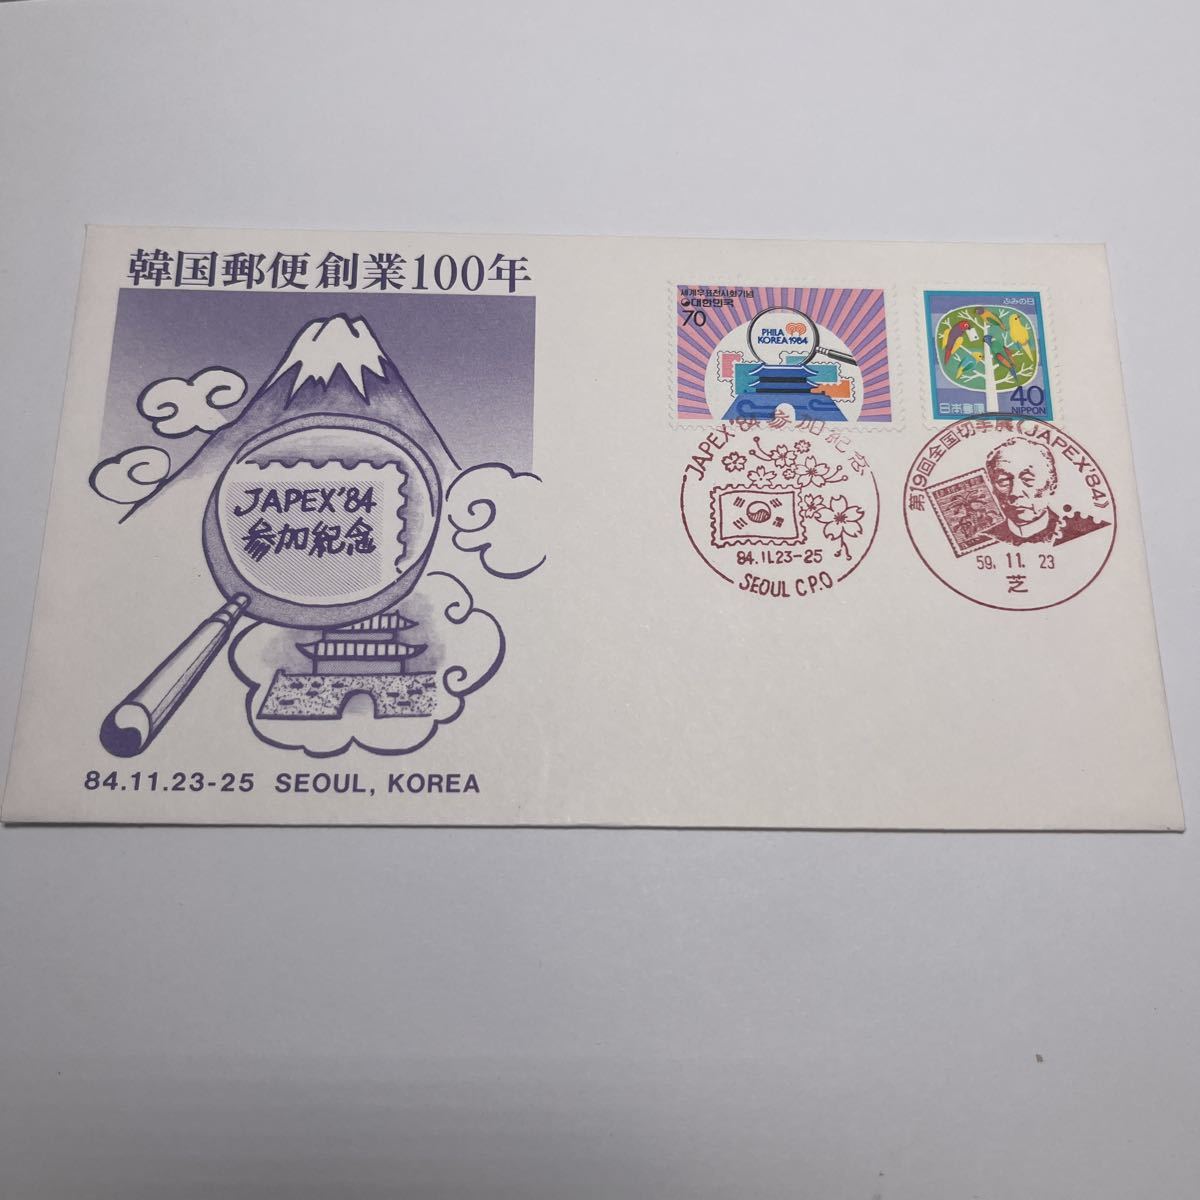 韓国郵便創業100年
JAPEX'84
参加紀念
84.11.23-25 SEOUL, KOREA
세계우표전시회기념
대한민국
70
PHILA
KOREA 1984
ふみの日
日本郵便
40
NIPPON
JAPEX'84 参加紀念
84.11.23-25
SEOUL C.P.O
第9回全国切手展《JAPEX'84》
59. 11. 23
芝